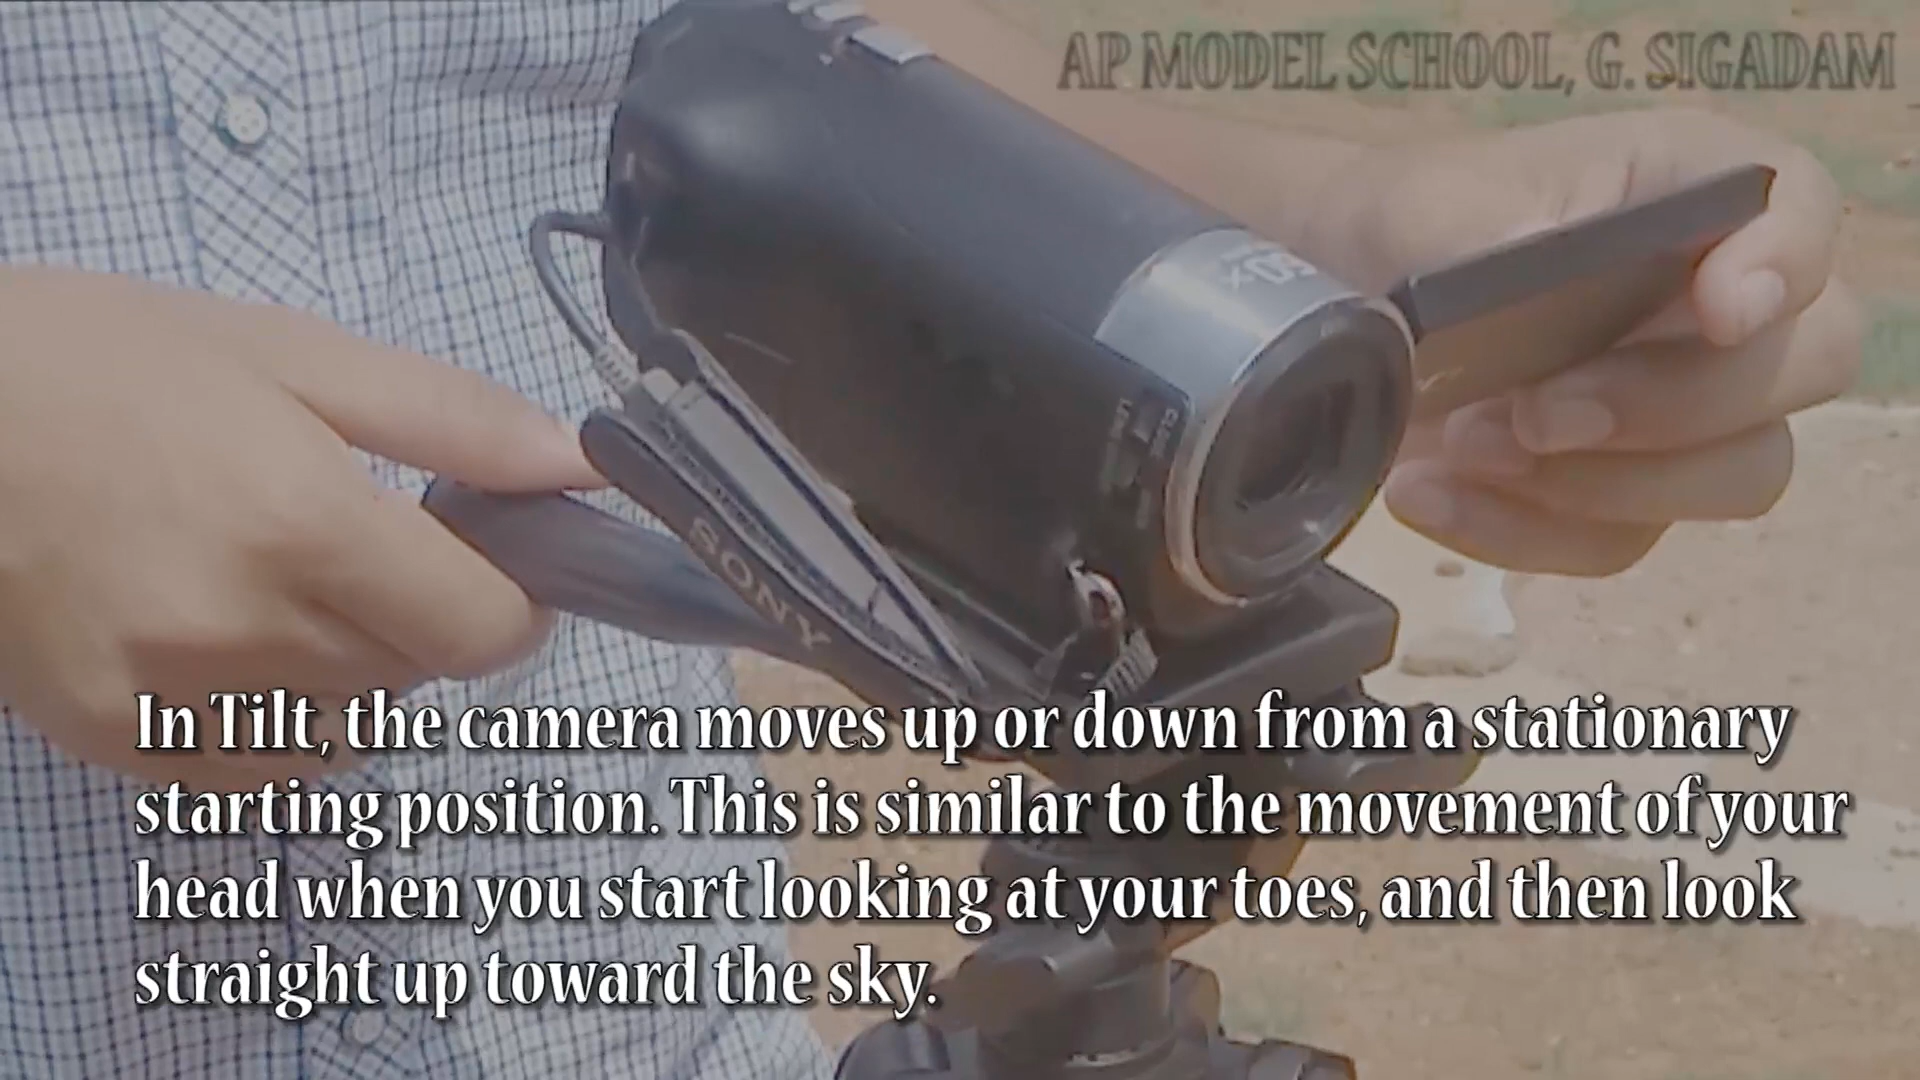 AP MODEL SCHOOL, G. SIGADAM
SONY
In Tilt, the camera moves up or down from a stationary
starting position. This is similar to the movement of your
head when you start looking at your toes, and then look
straight up toward the sky.